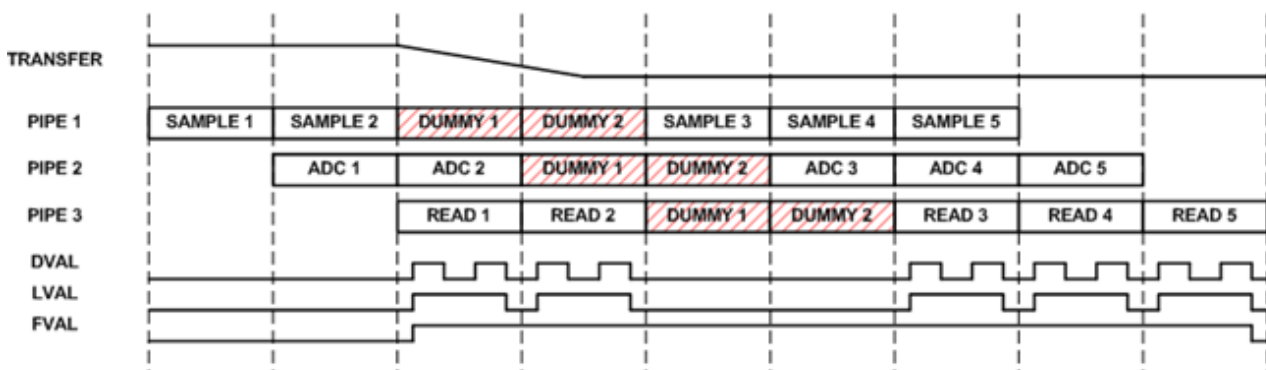 TRANSFER
PIPE 1 SAMPLE 1 SAMPLE 2 DUMMY 1 DUMMY 2 SAMPLE 3 SAMPLE 4 SAMPLE 5
PIPE 2 ADC 1 ADC 2 DUMMY 1 DUMMY 2 ADC 3 ADC 4 ADC 5
PIPE 3 READ 1 READ 2 DUMMY 1 DUMMY 2 READ 3 READ 4 READ 5
DVAL
LVAL
FVAL